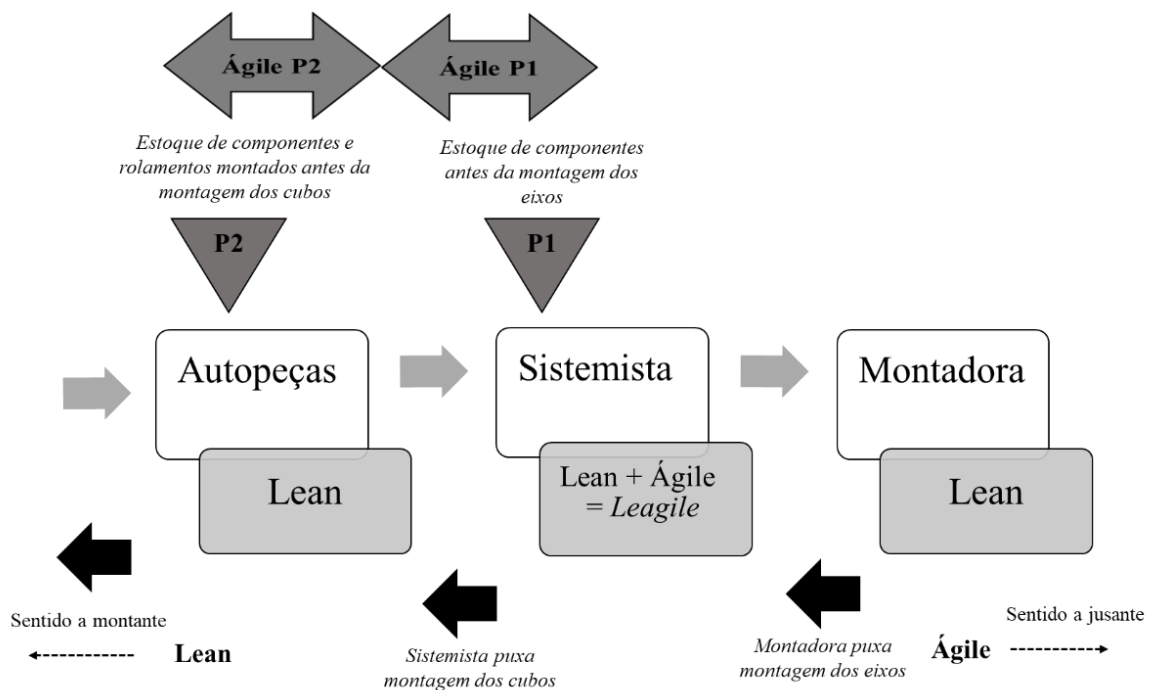 Ágile P2
Ágile P1
Estoque de componentes e
rolamentos montados antes da
montagem dos cubos
Estoque de componentes
antes da montagem dos
eixos
P2
P1
Autopeças
Sistemista
Montadora
Lean
Lean + Ágile
= Leagile
Lean
Sentido a montante
Lean
Sistemista puxa
montagem dos cubos
Montadora puxa
montagem dos eixos
Ágile
Sentido a jusante